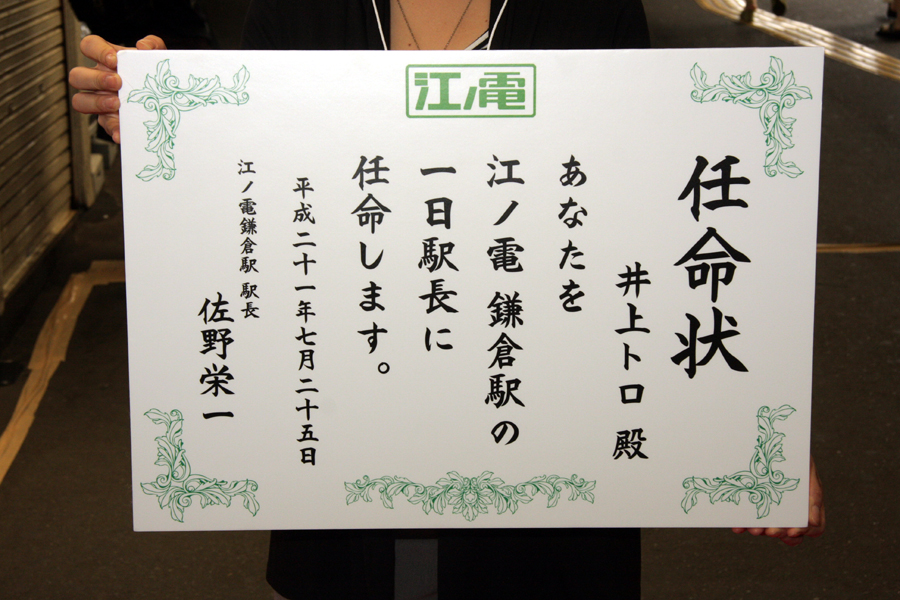 江ノ電
任命状
井上トロ 殿
あなたを
江ノ電 鎌倉駅の
一日駅長に
任命します。
平成二十一年七月二十五日
江ノ電鎌倉駅 駅長
佐野栄一